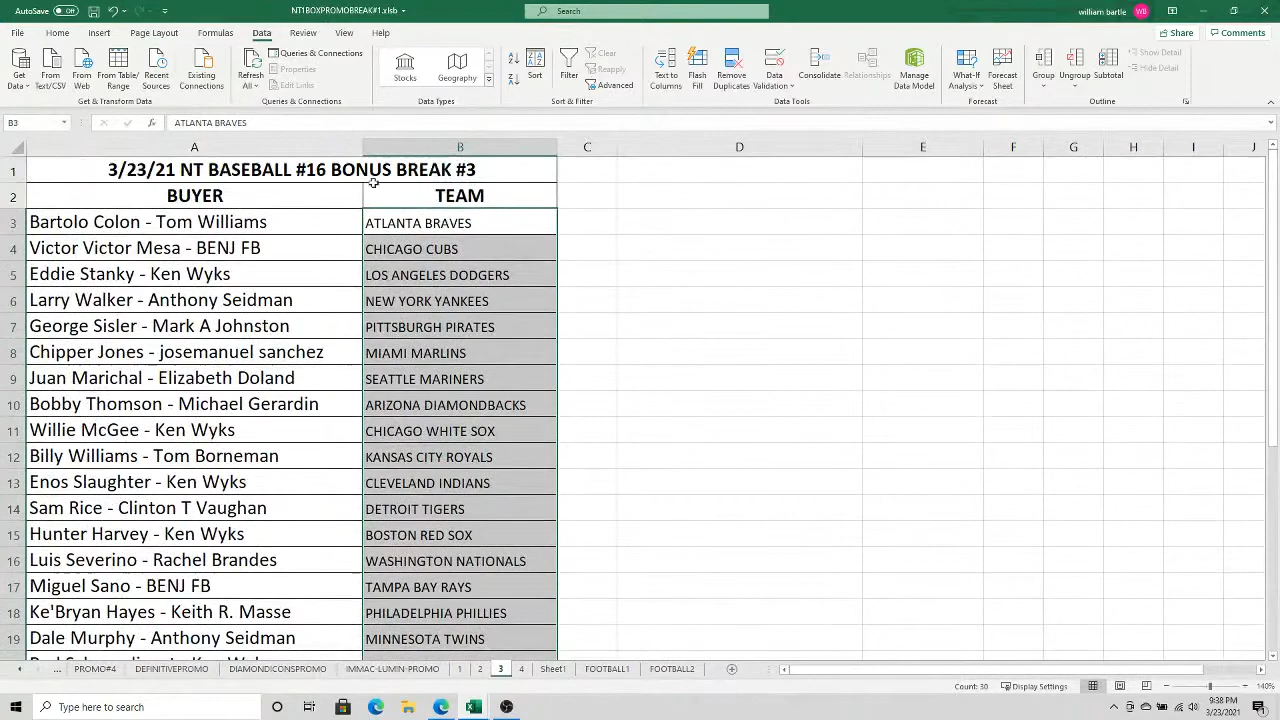 AutoSave Off NT1BOXPROMOBREAK#1.xlsb Search william bartle WB
File Home Insert Page Layout Formulas Data Review View Help Share Comments
Get Data From Text/CSV From Web From Table/Range Recent Sources Existing Connections Refresh All Queries & Connections Properties Edit Links Stocks Geography Sort Filter Clear Reapply Advanced Text to Columns Flash Fill Remove Duplicates Data Validation Consolidate Relationships Manage Data Model What-If Analysis Forecast Sheet Group Ungroup Subtotal Show Detail Hide Detail
Get & Transform Data Queries & Connections Data Types Sort & Filter Data Tools Forecast Outline
B3 fx ATLANTA BRAVES
A B C D E F G H I J
1 3/23/21 NT BASEBALL #16 BONUS BREAK #3
2 BUYER TEAM
3 Bartolo Colon - Tom Williams ATLANTA BRAVES
4 Victor Victor Mesa - BENJ FB CHICAGO CUBS
5 Eddie Stanky - Ken Wyks LOS ANGELES DODGERS
6 Larry Walker - Anthony Seidman NEW YORK YANKEES
7 George Sisler - Mark A Johnston PITTSBURGH PIRATES
8 Chipper Jones - josemanuel sanchez MIAMI MARLINS
9 Juan Marichal - Elizabeth Doland SEATTLE MARINERS
10 Bobby Thomson - Michael Gerardin ARIZONA DIAMONDBACKS
11 Willie McGee - Ken Wyks CHICAGO WHITE SOX
12 Billy Williams - Tom Borneman KANSAS CITY ROYALS
13 Enos Slaughter - Ken Wyks CLEVELAND INDIANS
14 Sam Rice - Clinton T Vaughan DETROIT TIGERS
15 Hunter Harvey - Ken Wyks BOSTON RED SOX
16 Luis Severino - Rachel Brandes WASHINGTON NATIONALS
17 Miguel Sano - BENJ FB TAMPA BAY RAYS
18 Ke'Bryan Hayes - Keith R. Masse PHILADELPHIA PHILLIES
19 Dale Murphy - Anthony Seidman MINNESOTA TWINS
... PROMO#4 DEFINITIVEPROMO DIAMONDICONSPROMO IMMAC-LUMIN-PROMO 1 2 3 4 Sheet1 FOOTBALL1 FOOTBALL2
Count: 30 Display Settings 140%
Type here to search 9:38 PM
3/23/2021